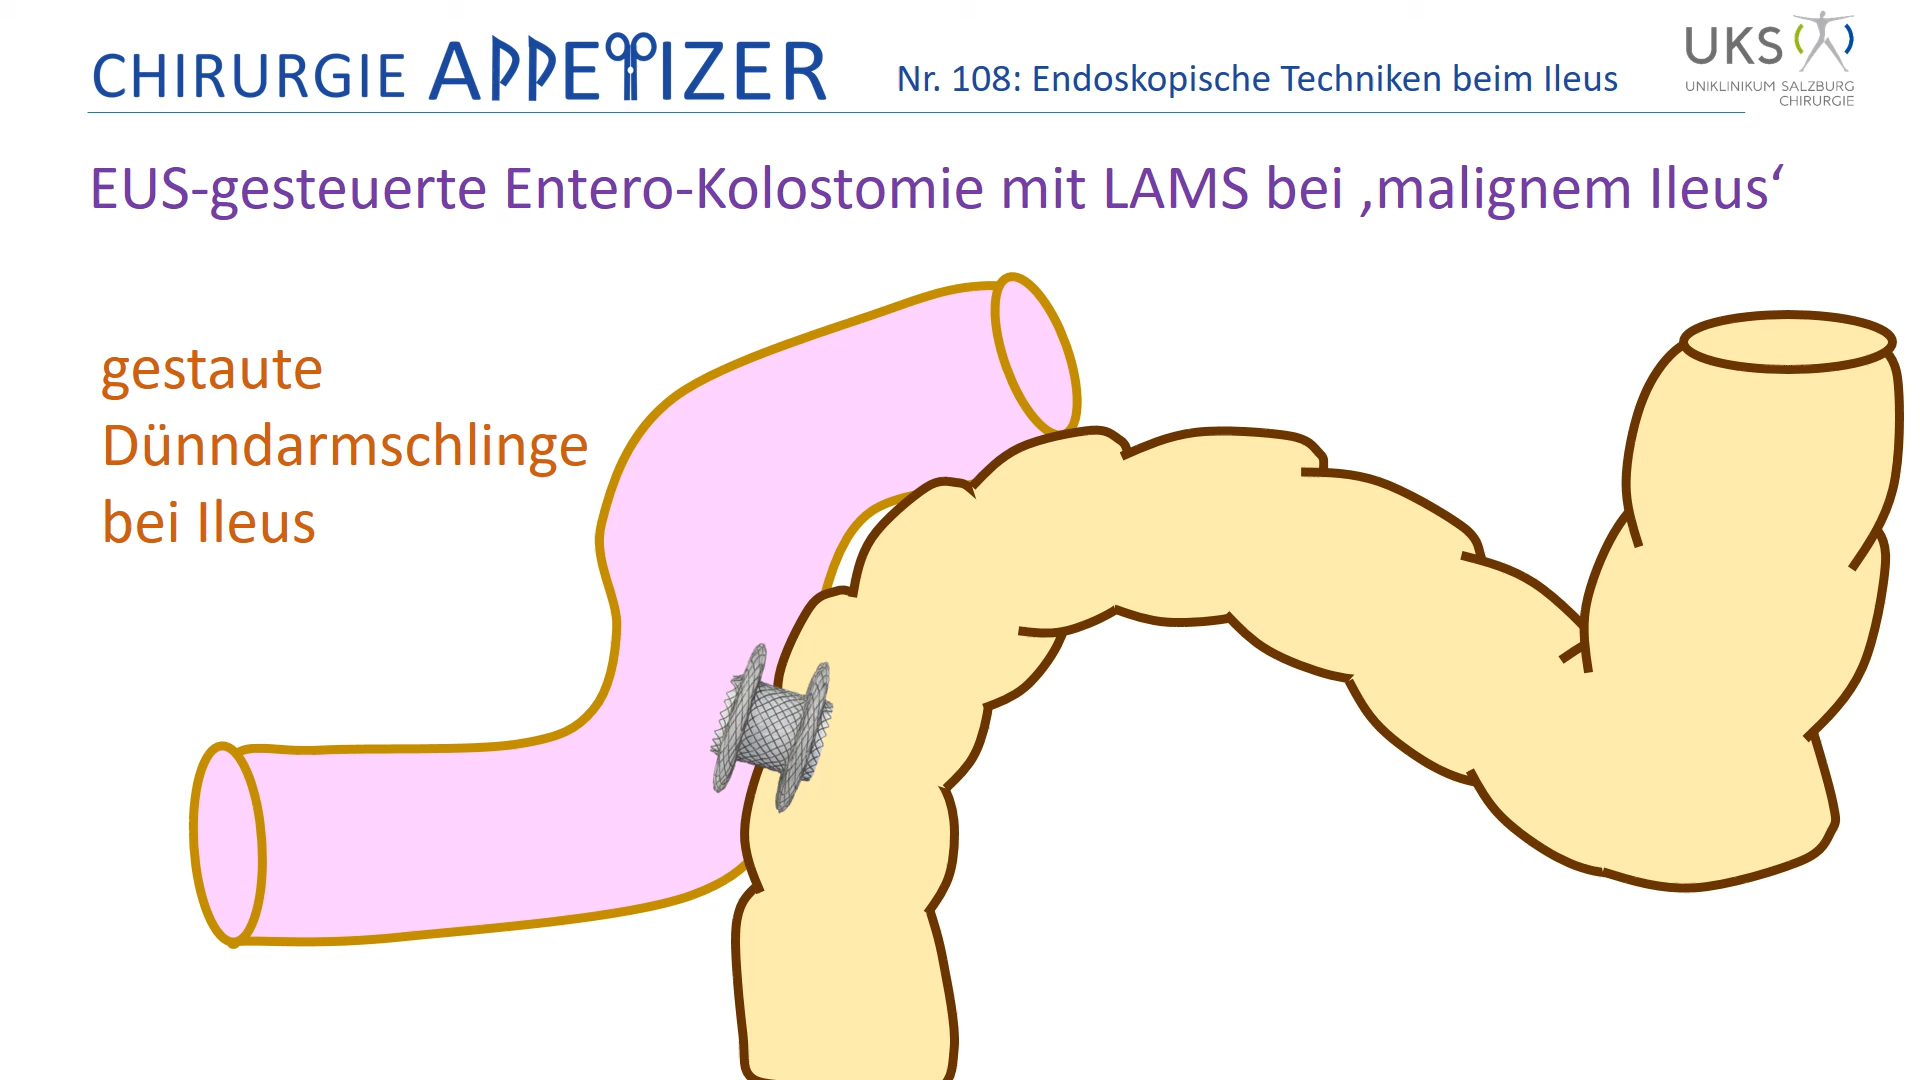 CHIRURGIE APPETIZER
Nr. 108: Endoskopische Techniken beim Ileus
UKS
UNIKLINIKUM SALZBURG
CHIRURGIE
EUS-gesteuerte Entero-Kolostomie mit LAMS bei ‚malignem Ileus‘
gestaute
Dünndarmschlinge
bei Ileus